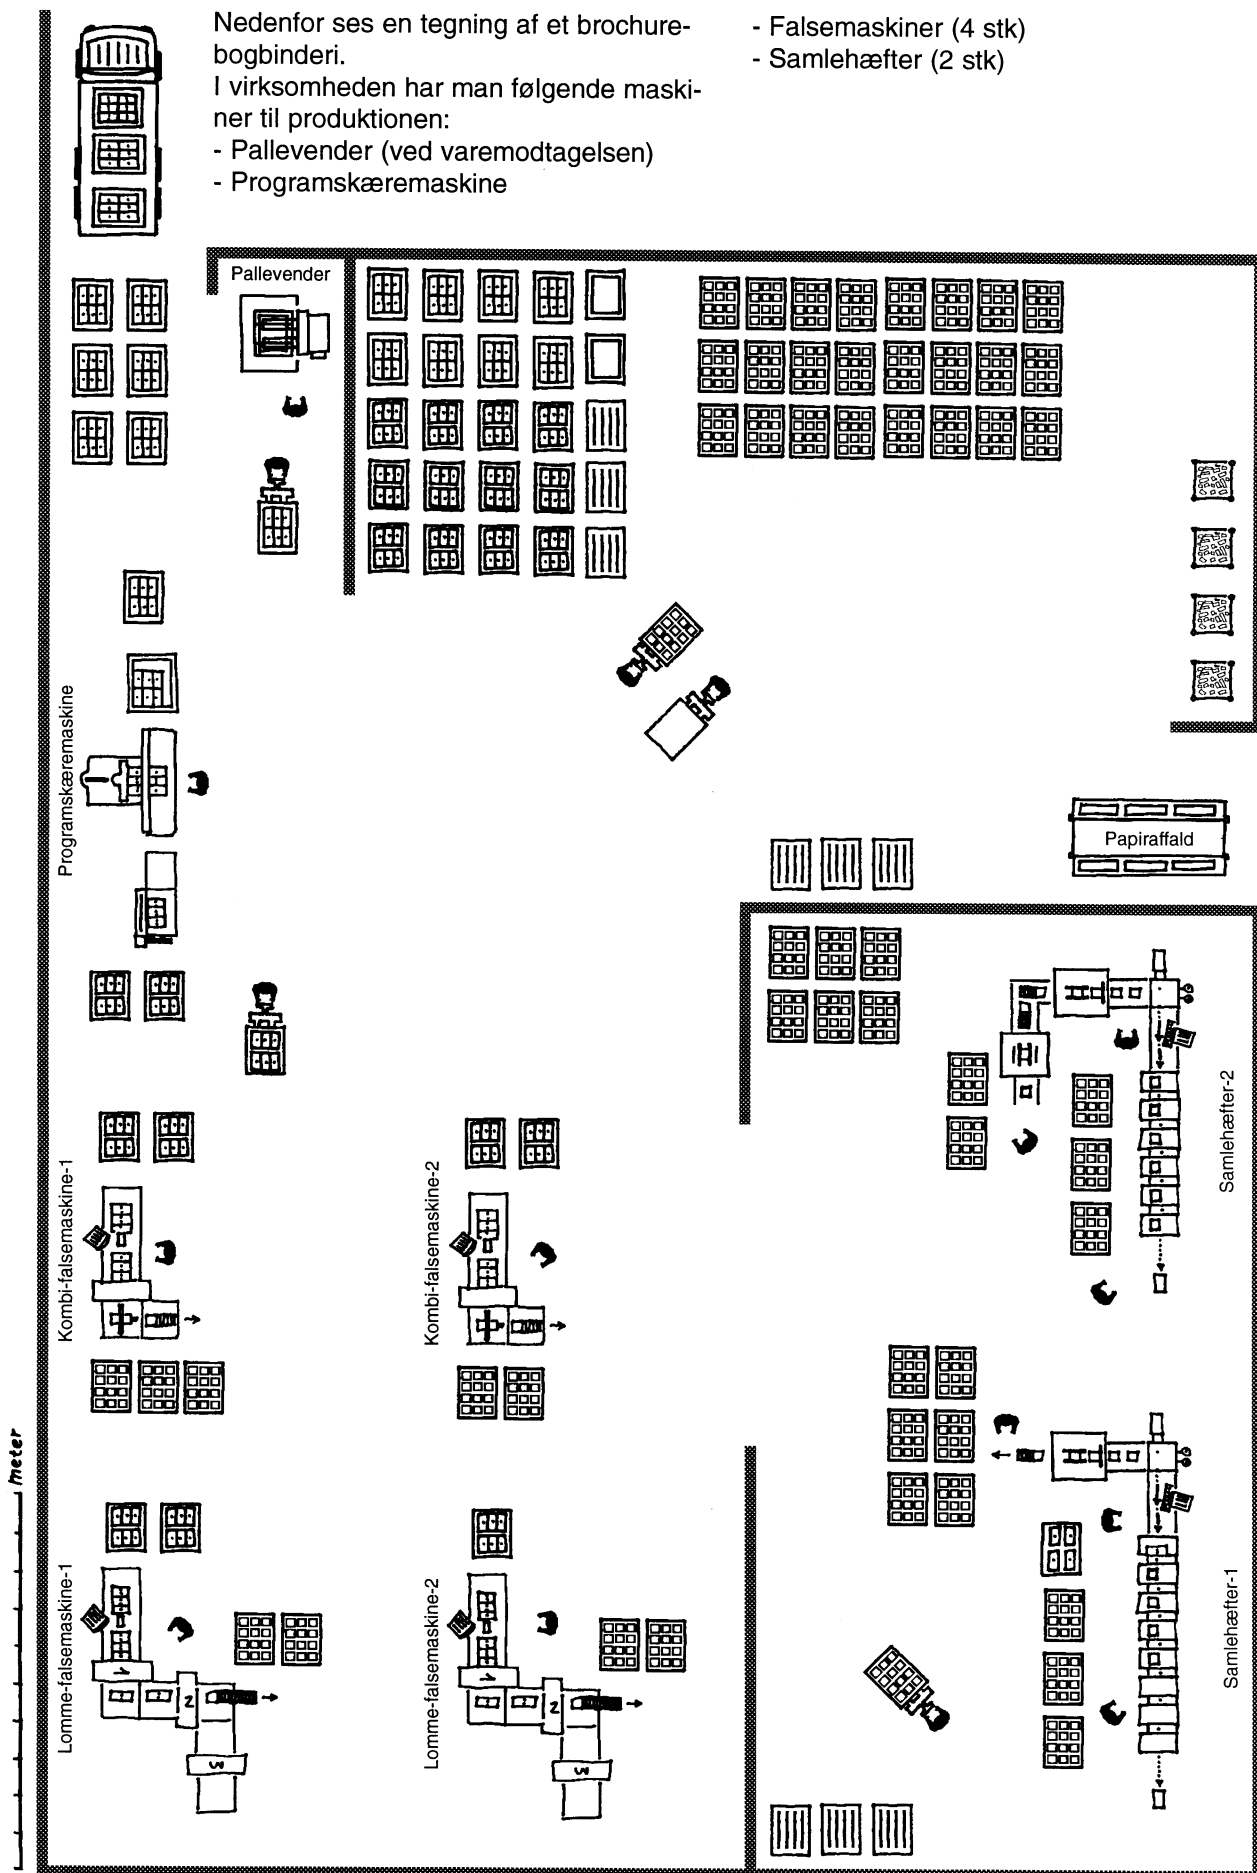 Nedenfor ses en tegning af et brochure-
bogbinderi.
I virksomheden har man følgende maski-
ner til produktionen:
- Pallevender (ved varemodtagelsen)
- Programskæremaskine
- Falsemaskiner (4 stk)
- Samlehæfter (2 stk)
Pallevender
Programskæremaskine
Papiraffald
Kombi-falsemaskine-1
Kombi-falsemaskine-2
Samlehæfter-2
meter
Lomme-falsemaskine-1
1
2
3
Lomme-falsemaskine-2
1
2
3
Samlehæfter-1